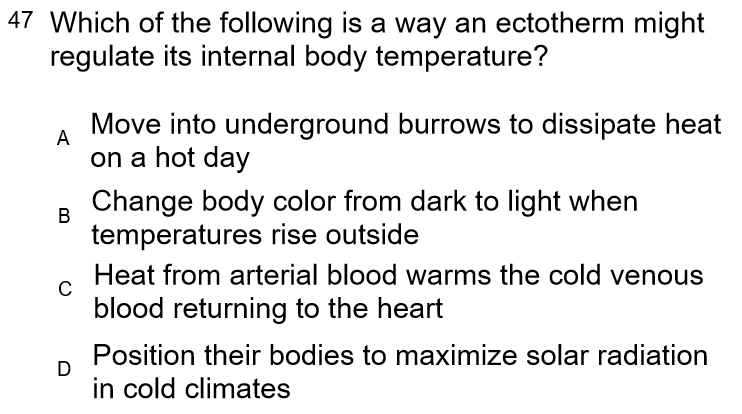 47 Which of the following is a way an ectotherm might
regulate its internal body temperature?
A Move into underground burrows to dissipate heat
on a hot day
B Change body color from dark to light when
temperatures rise outside
C Heat from arterial blood warms the cold venous
blood returning to the heart
D Position their bodies to maximize solar radiation
in cold climates